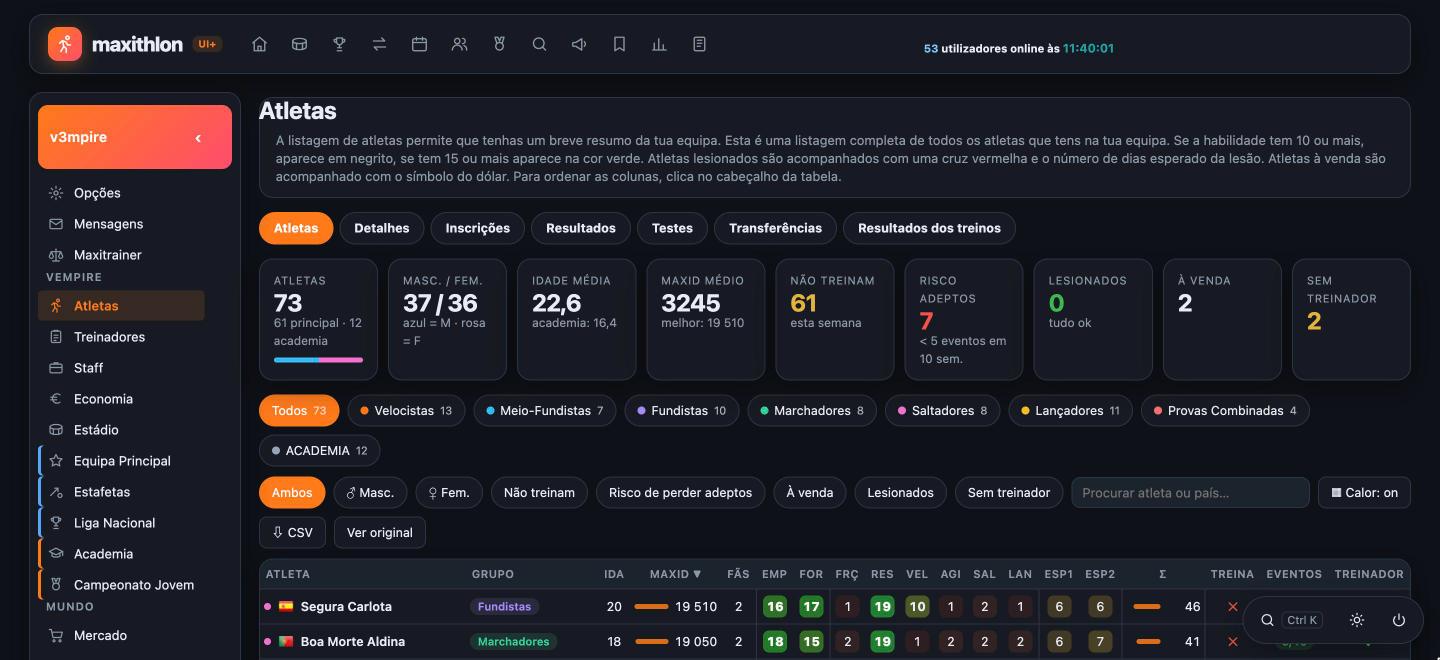 maxithlon UI+
53 utilizadores online às 11:40:01
v3mpire ‹
Opções
Mensagens
Maxitrainer
VEMPIRE
Atletas
Treinadores
Staff
Economia
Estádio
Equipa Principal
Estafetas
Liga Nacional
Academia
Campeonato Jovem
MUNDO
Mercado
Atletas
A listagem de atletas permite que tenhas um breve resumo da tua equipa. Esta é uma listagem completa de todos os atletas que tens na tua equipa. Se a habilidade tem 10 ou mais,
aparece em negrito, se tem 15 ou mais aparece na cor verde. Atletas lesionados são acompanhados com uma cruz vermelha e o número de dias esperado da lesão. Atletas à venda são
acompanhado com o símbolo do dólar. Para ordenar as colunas, clica no cabeçalho da tabela.
Atletas Detalhes Inscrições Resultados Testes Transferências Resultados dos treinos
ATLETAS
73
61 principal · 12
academia
MASC. / FEM.
37 / 36
azul = M · rosa
= F
IDADE MÉDIA
22,6
academia: 16,4
MAXID MÉDIO
3245
melhor: 19 510
NÃO TREINAM
61
esta semana
RISCO
ADEPTOS
7
< 5 eventos em
10 sem.
LESIONADOS
0
tudo ok
À VENDA
2
SEM
TREINADOR
2
Todos 73 Velocistas 13 Meio-Fundistas 7 Fundistas 10 Marchadores 8 Saltadores 8 Lançadores 11 Provas Combinadas 4
ACADEMIA 12
Ambos ♂ Masc. ♀ Fem. Não treinam Risco de perder adeptos À venda Lesionados Sem treinador Procurar atleta ou país... Calor: on
⇩ CSV Ver original
ATLETA GRUPO IDA MAXID ▼ FÃS EMP FOR FRÇ RES VEL AGI SAL LAN ESP1 ESP2 Σ TREINA EVENTOS TREINADOR
Segura Carlota Fundistas 20 19 510 2 16 17 1 19 10 1 2 1 6 6 46 ✕
Boa Morte Aldina Marchadores 18 19 050 2 18 15 2 19 1 2 2 2 6 7 41 ✕
Ctrl K